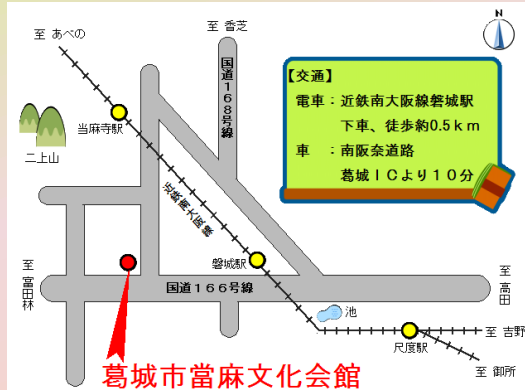 至 あべの
至 香芝
N
国道168号線
【交通】
電車：近鉄南大阪線磐城駅
下車、徒歩約0.5ｋｍ
車 ：南阪奈道路
葛城ＩＣより１０分
当麻寺駅
二上山
近鉄南大阪線
至 富田林
磐城駅
至 高田
国道１６６号線
池
尺度駅
至 吉野
至 御所
葛城市當麻文化会館